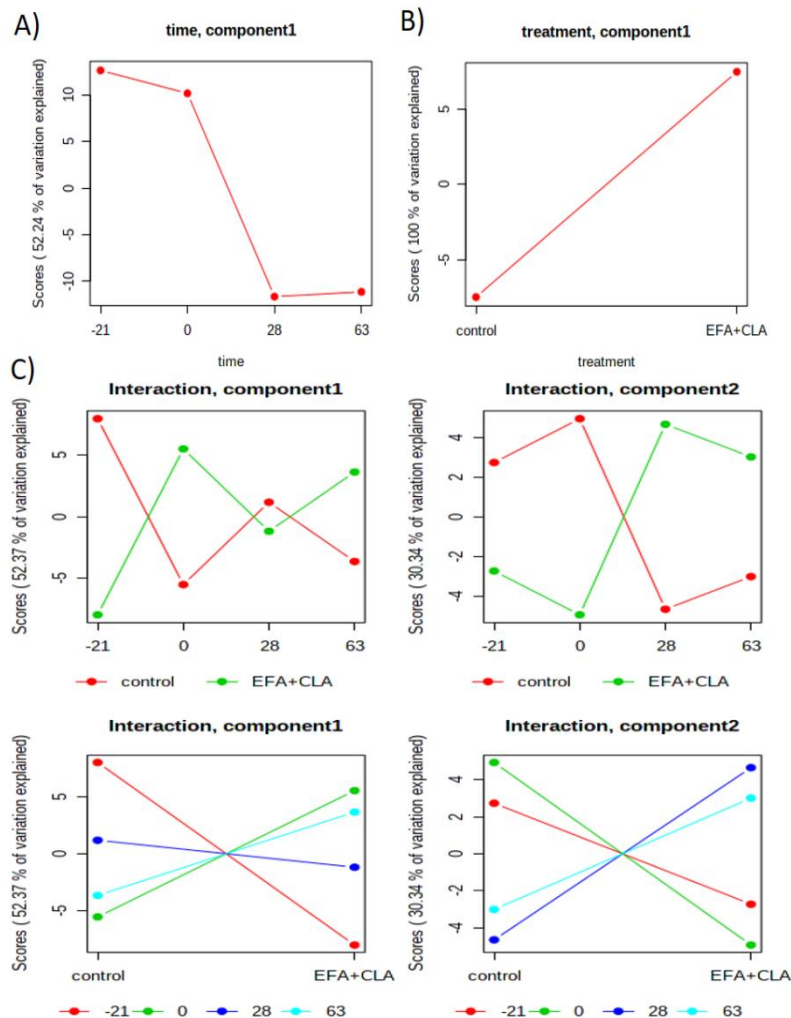 A)
time, component1
Scores ( 52.24 % of variation explained)
10
5
0
-5
-10
-21 0 28 63
time
B)
treatment, component1
Scores ( 100 % of variation explained)
5
0
-5
control EFA+CLA
treatment
C)
Interaction, component1
Scores ( 52.37 % of variation explained)
5
0
-5
-21 0 28 63
control EFA+CLA
Interaction, component2
Scores ( 30.34 % of variation explained)
4
2
0
-2
-4
-21 0 28 63
control EFA+CLA
Interaction, component1
Scores ( 52.37 % of variation explained)
5
0
-5
control EFA+CLA
-21 0 28 63
Interaction, component2
Scores ( 30.34 % of variation explained)
4
2
0
-2
-4
control EFA+CLA
-21 0 28 63